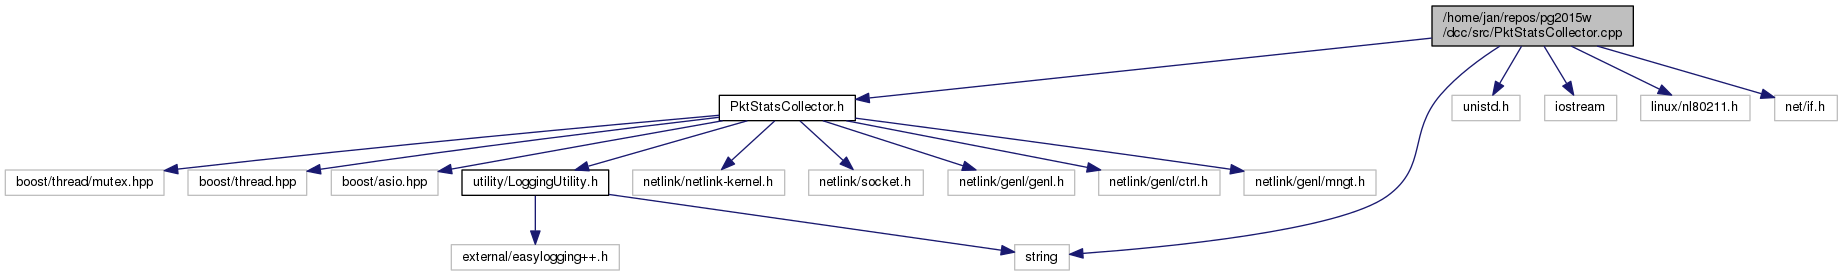 /home/jan/repos/pg2015w
/dcc/src/PktStatsCollector.cpp
PktStatsCollector.h
unistd.h
iostream
linux/nl80211.h
net/if.h
boost/thread/mutex.hpp
boost/thread.hpp
boost/asio.hpp
utility/LoggingUtility.h
netlink/netlink-kernel.h
netlink/socket.h
netlink/genl/genl.h
netlink/genl/ctrl.h
netlink/genl/mngt.h
external/easylogging++.h
string